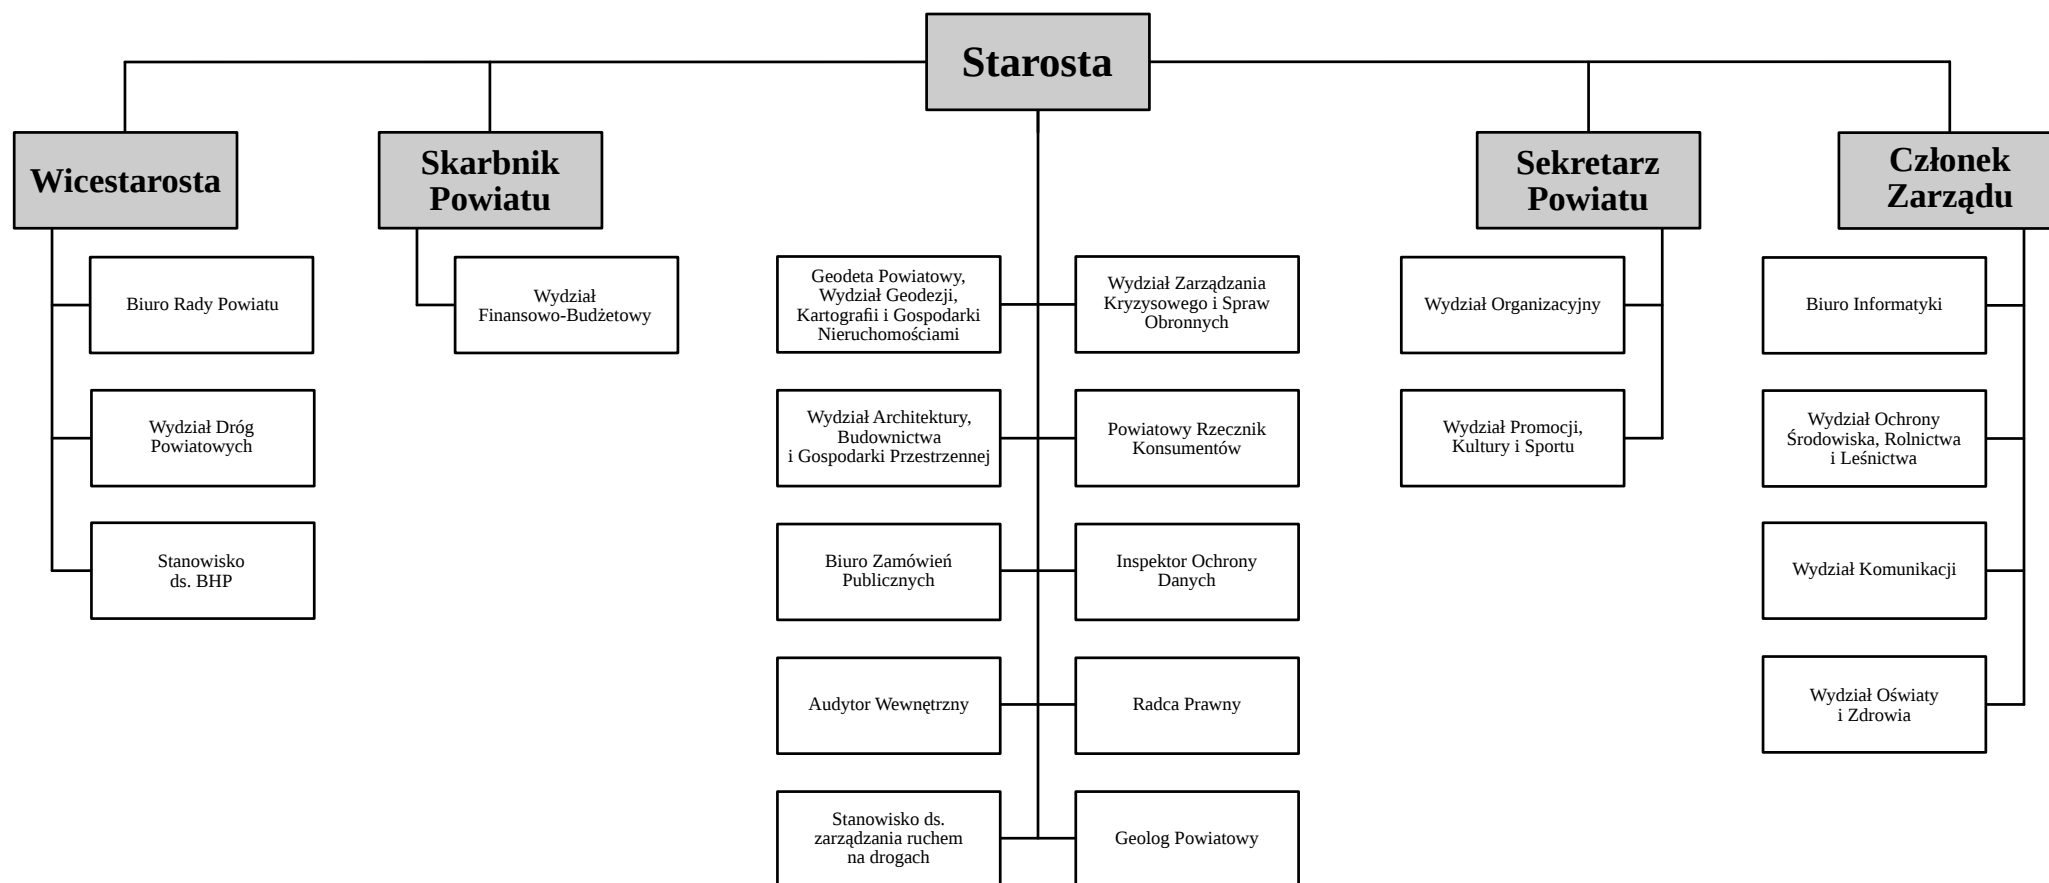 Starosta
Wicestarosta
Skarbnik
Powiatu
Sekretarz
Powiatu
Członek
Zarządu
Biuro Rady Powiatu
Wydział Dróg
Powiatowych
Stanowisko
ds. BHP
Wydział
Finansowo-Budżetowy
Geodeta Powiatowy,
Wydział Geodezji,
Kartografii i Gospodarki
Nieruchomościami
Wydział Architektury,
Budownictwa
i Gospodarki Przestrzennej
Biuro Zamówień
Publicznych
Audytor Wewnętrzny
Stanowisko ds.
zarządzania ruchem
na drogach
Wydział Zarządzania
Kryzysowego i Spraw
Obronnych
Powiatowy Rzecznik
Konsumentów
Inspektor Ochrony
Danych
Radca Prawny
Geolog Powiatowy
Wydział Organizacyjny
Wydział Promocji,
Kultury i Sportu
Biuro Informatyki
Wydział Ochrony
Środowiska, Rolnictwa
i Leśnictwa
Wydział Komunikacji
Wydział Oświaty
i Zdrowia